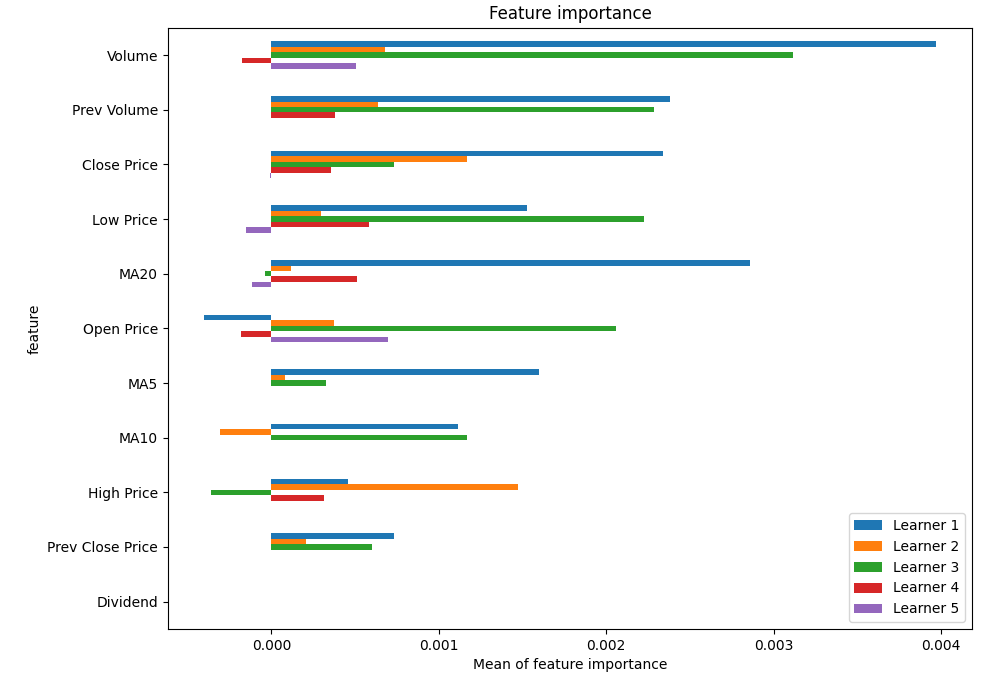 Feature importance
Volume
Prev Volume
Close Price
Low Price
MA20
Open Price
MA5
MA10
High Price
Prev Close Price
Dividend
feature
Learner 1
Learner 2
Learner 3
Learner 4
Learner 5
0.000 0.001 0.002 0.003 0.004
Mean of feature importance